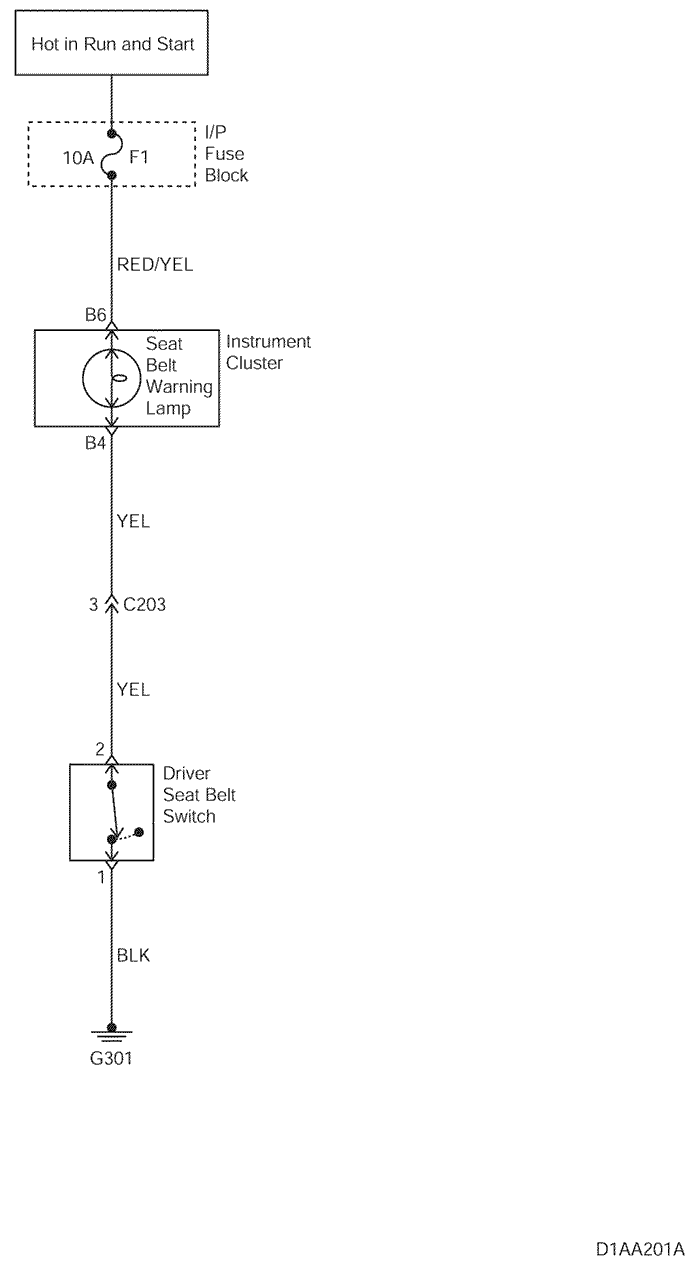 Hot in Run and Start
I/P
Fuse
Block
10A
F1
RED/YEL
B6
Seat
Belt
Warning
Lamp
Instrument
Cluster
B4
YEL
3
C203
YEL
2
Driver
Seat Belt
Switch
1
BLK
G301
D1AA201A